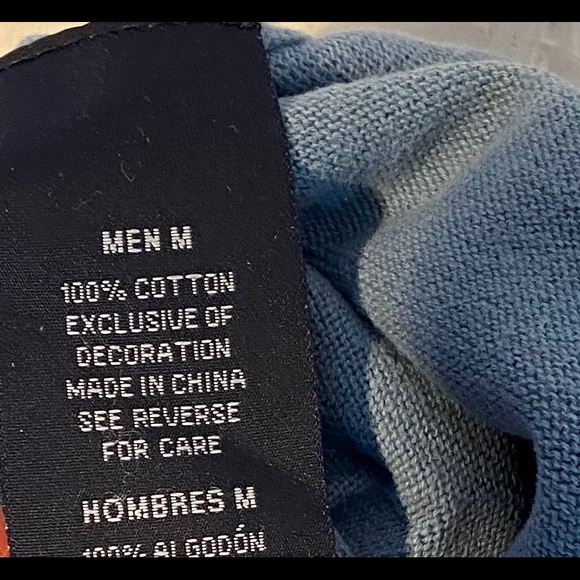 MEN M
100% COTTON
EXCLUSIVE OF
DECORATION
MADE IN CHINA
SEE REVERSE
FOR CARE
HOMBRES M
100% ALGODÓN